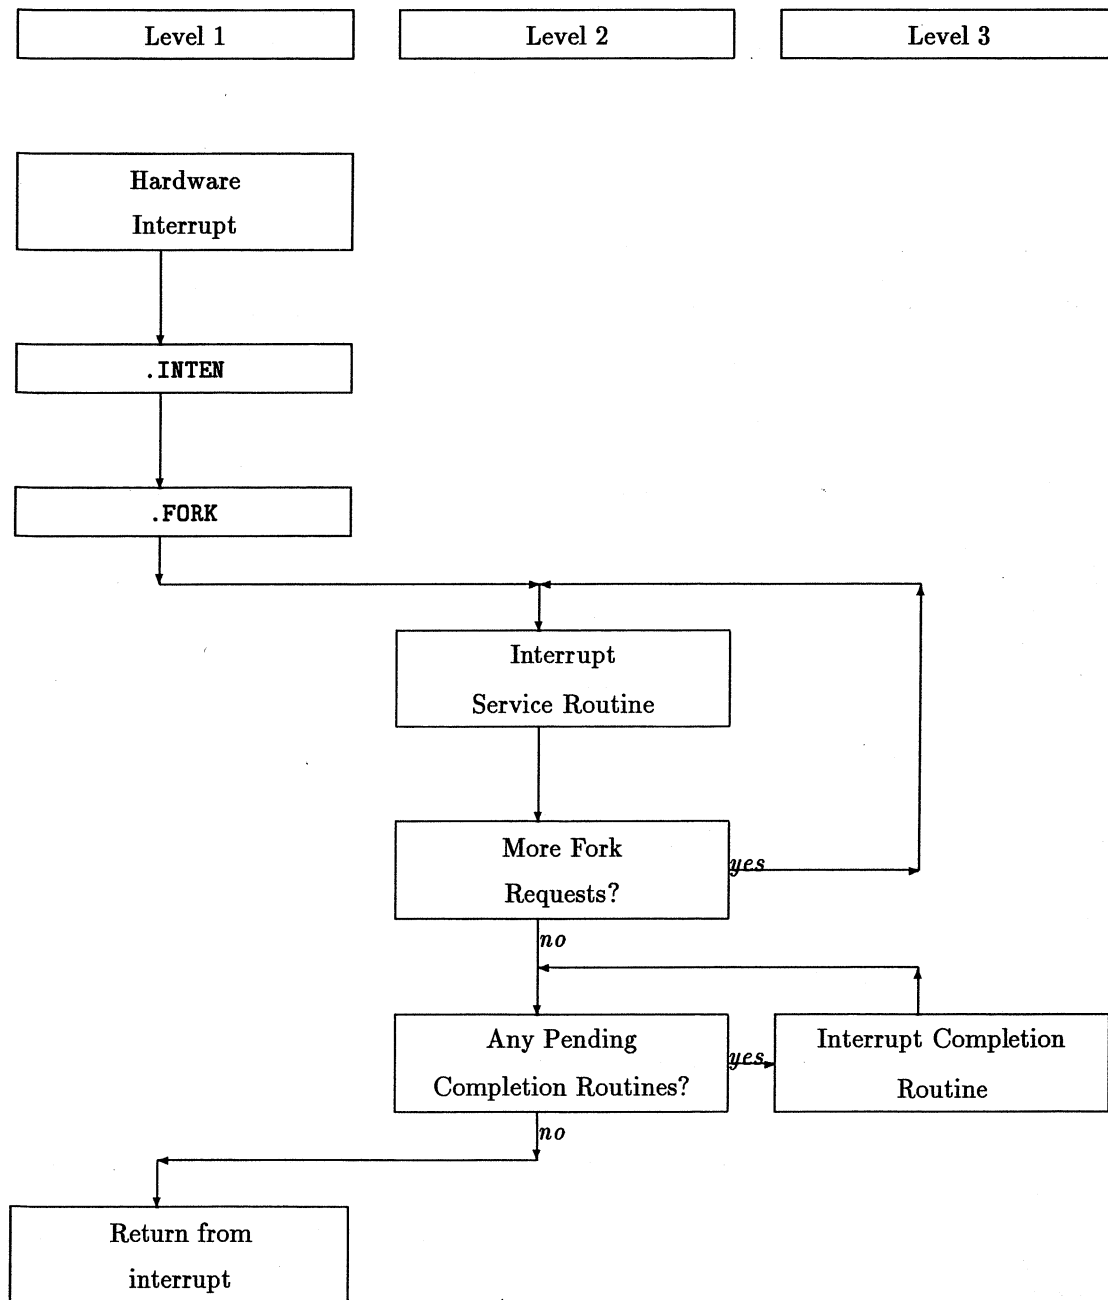 Level 1
Level 2
Level 3
Hardware
Interrupt
.INTEN
.FORK
Interrupt
Service Routine
More Fork
Requests?
yes
no
Any Pending
Completion Routines?
yes
Interrupt Completion
Routine
no
Return from
interrupt